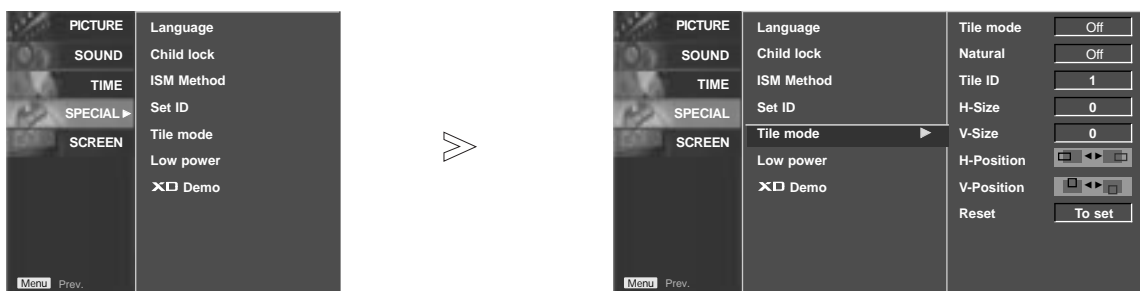 PICTURE
SOUND
TIME
SPECIAL
SCREEN
Language
Child lock
ISM Method
Set ID
Tile mode
Low power
XD Demo
Menu Prev.
PICTURE
SOUND
TIME
SPECIAL
SCREEN
Language
Child lock
ISM Method
Set ID
Tile mode
Low power
XD Demo
Tile mode Off
Natural Off
Tile ID 1
H-Size 0
V-Size 0
H-Position
V-Position
Reset To set
Menu Prev.